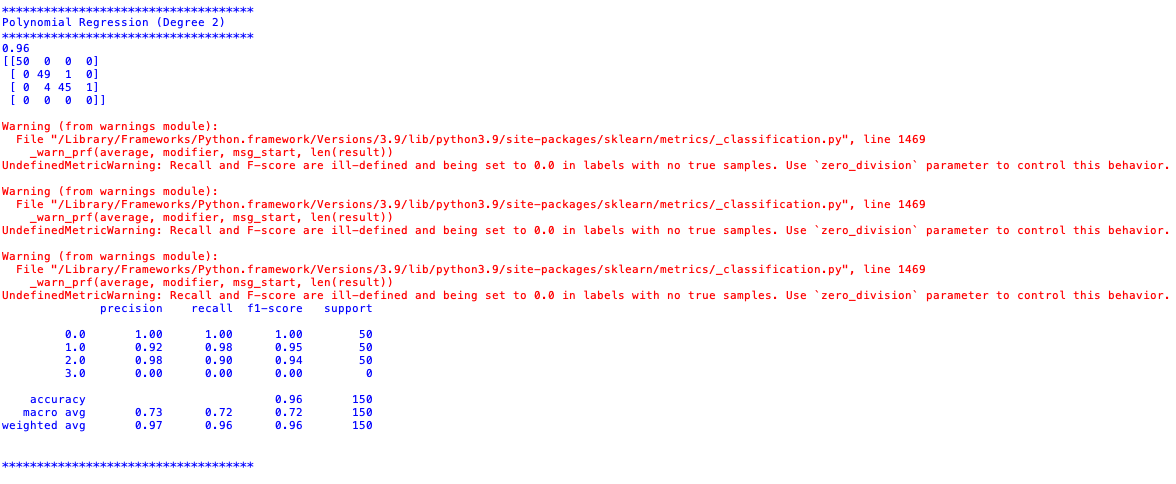 ************************************
Polynomial Regression (Degree 2)
************************************
0.96
[[50  0  0  0]
 [ 0 49  1  0]
 [ 0  4 45  1]
 [ 0  0  0  0]]
Warning (from warnings module):
  File "/Library/Frameworks/Python.framework/Versions/3.9/lib/python3.9/site-packages/sklearn/metrics/_classification.py", line 1469
    _warn_prf(average, modifier, msg_start, len(result))
UndefinedMetricWarning: Recall and F-score are ill-defined and being set to 0.0 in labels with no true samples. Use `zero_division` parameter to control this behavior.
Warning (from warnings module):
  File "/Library/Frameworks/Python.framework/Versions/3.9/lib/python3.9/site-packages/sklearn/metrics/_classification.py", line 1469
    _warn_prf(average, modifier, msg_start, len(result))
UndefinedMetricWarning: Recall and F-score are ill-defined and being set to 0.0 in labels with no true samples. Use `zero_division` parameter to control this behavior.
Warning (from warnings module):
  File "/Library/Frameworks/Python.framework/Versions/3.9/lib/python3.9/site-packages/sklearn/metrics/_classification.py", line 1469
    _warn_prf(average, modifier, msg_start, len(result))
UndefinedMetricWarning: Recall and F-score are ill-defined and being set to 0.0 in labels with no true samples. Use `zero_division` parameter to control this behavior.
              precision    recall  f1-score   support
         0.0       1.00      1.00      1.00        50
         1.0       0.92      0.98      0.95        50
         2.0       0.98      0.90      0.94        50
         3.0       0.00      0.00      0.00         0
    accuracy                           0.96       150
   macro avg       0.73      0.72      0.72       150
weighted avg       0.97      0.96      0.96       150
************************************